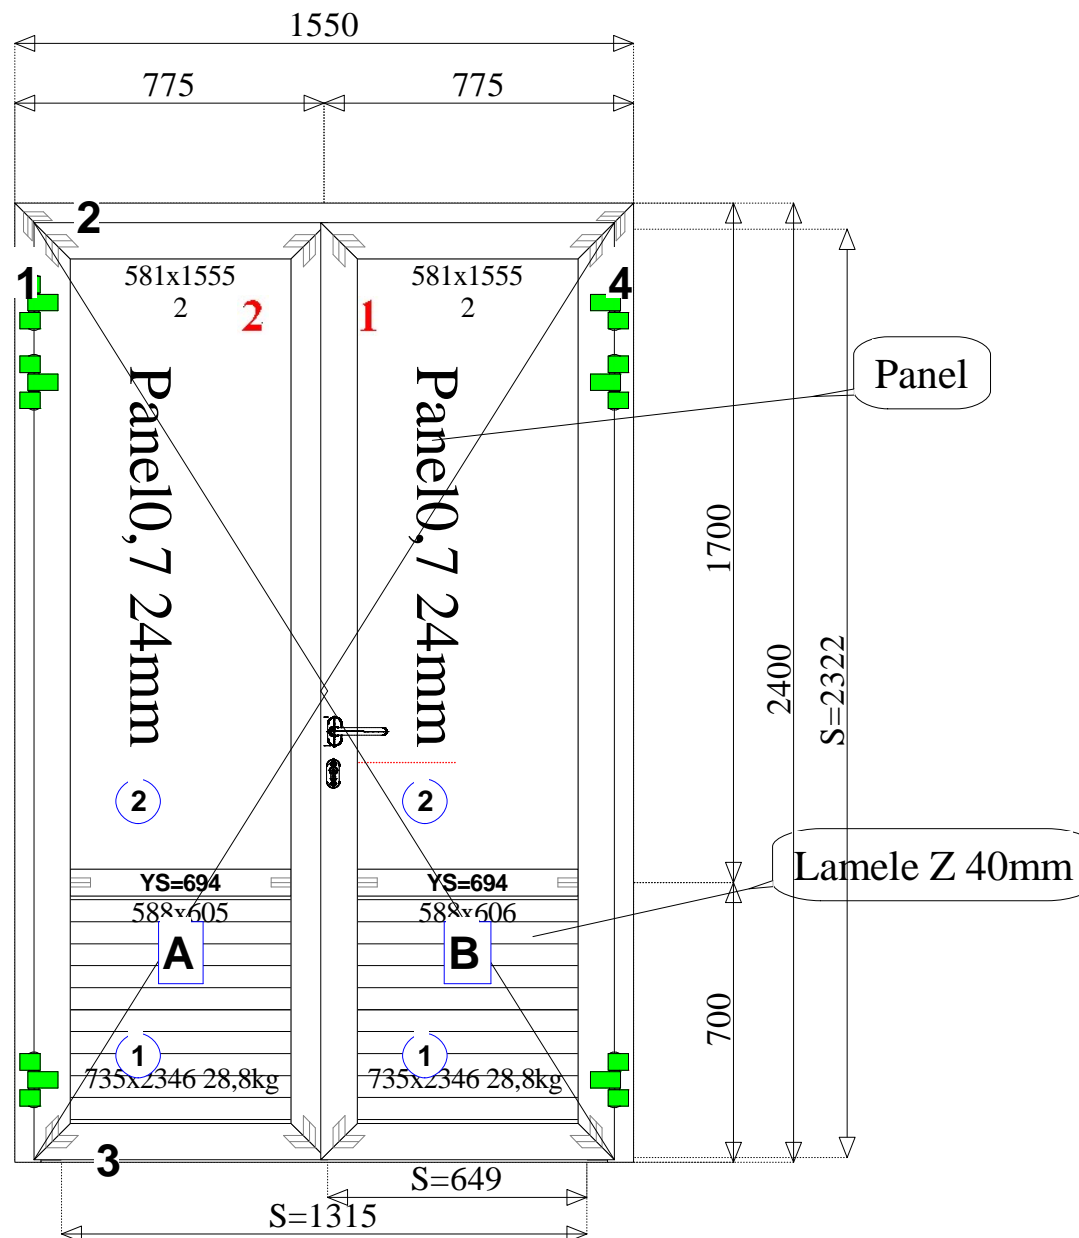 1550
775
775
2
1
4
581x1555
2
581x1555
2
2
1
Panel
Panel0,7 24mm
Panel0,7 24mm
1700
2400
S=2322
2
2
YS=694
YS=694
Lamele Z 40mm
588x605
588x606
A
B
700
1
1
735x2346 28,8kg
735x2346 28,8kg
3
S=649
S=1315